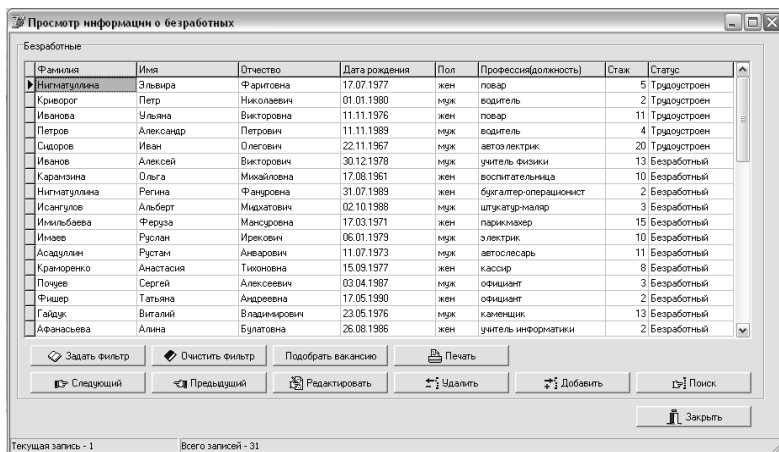 Просмотр информации о безработных
Безработные
Фамилия Имя Отчество Дата рождения Пол Профессия(должность) Стаж Статус
Нигматуллина Эльвира Фаритовна 17.07.1977 жен повар 5 Трудоустроен
Криворог Петр Николаевич 01.01.1980 муж водитель 2 Трудоустроен
Иванова Ульяна Викторовна 11.11.1976 жен повар 11 Трудоустроен
Петров Александр Петрович 11.11.1989 муж водитель 4 Трудоустроен
Сидоров Иван Олегович 22.11.1967 муж автоэлектрик 20 Трудоустроен
Иванов Алексей Викторович 30.12.1978 муж учитель физики 13 Безработный
Карамзина Ольга Михайловна 17.08.1961 жен воспитательница 10 Безработный
Нигматуллина Регина Фануровна 31.07.1989 жен бухгалтер-операционист 2 Безработный
Исангулов Альберт Мидхатович 02.10.1988 муж штукатур-маляр 3 Безработный
Имильбаева Феруза Мансуровна 17.03.1971 жен парикмахер 15 Безработный
Имаев Руслан Ирекович 06.01.1979 муж электрик 10 Безработный
Асадуллин Рустам Анварович 11.07.1973 муж автослесарь 11 Безработный
Краморенко Анастасия Тихоновна 15.09.1977 жен кассир 8 Безработный
Почуев Сергей Алексеевич 03.04.1987 муж официант 3 Безработный
Фишер Татьяна Андреевна 17.05.1990 жен официант 2 Безработный
Гайдук Виталий Владимирович 23.05.1976 муж каменщик 13 Безработный
Афанасьева Алина Булатовна 26.08.1986 жен учитель информатики 2 Безработный
Задать фильтр Очистить фильтр Подобрать вакансию Печать
Следующий Предыдущий Редактировать Удалить Добавить Поиск
Закрыть
Текущая запись - 1 Всего записей - 31